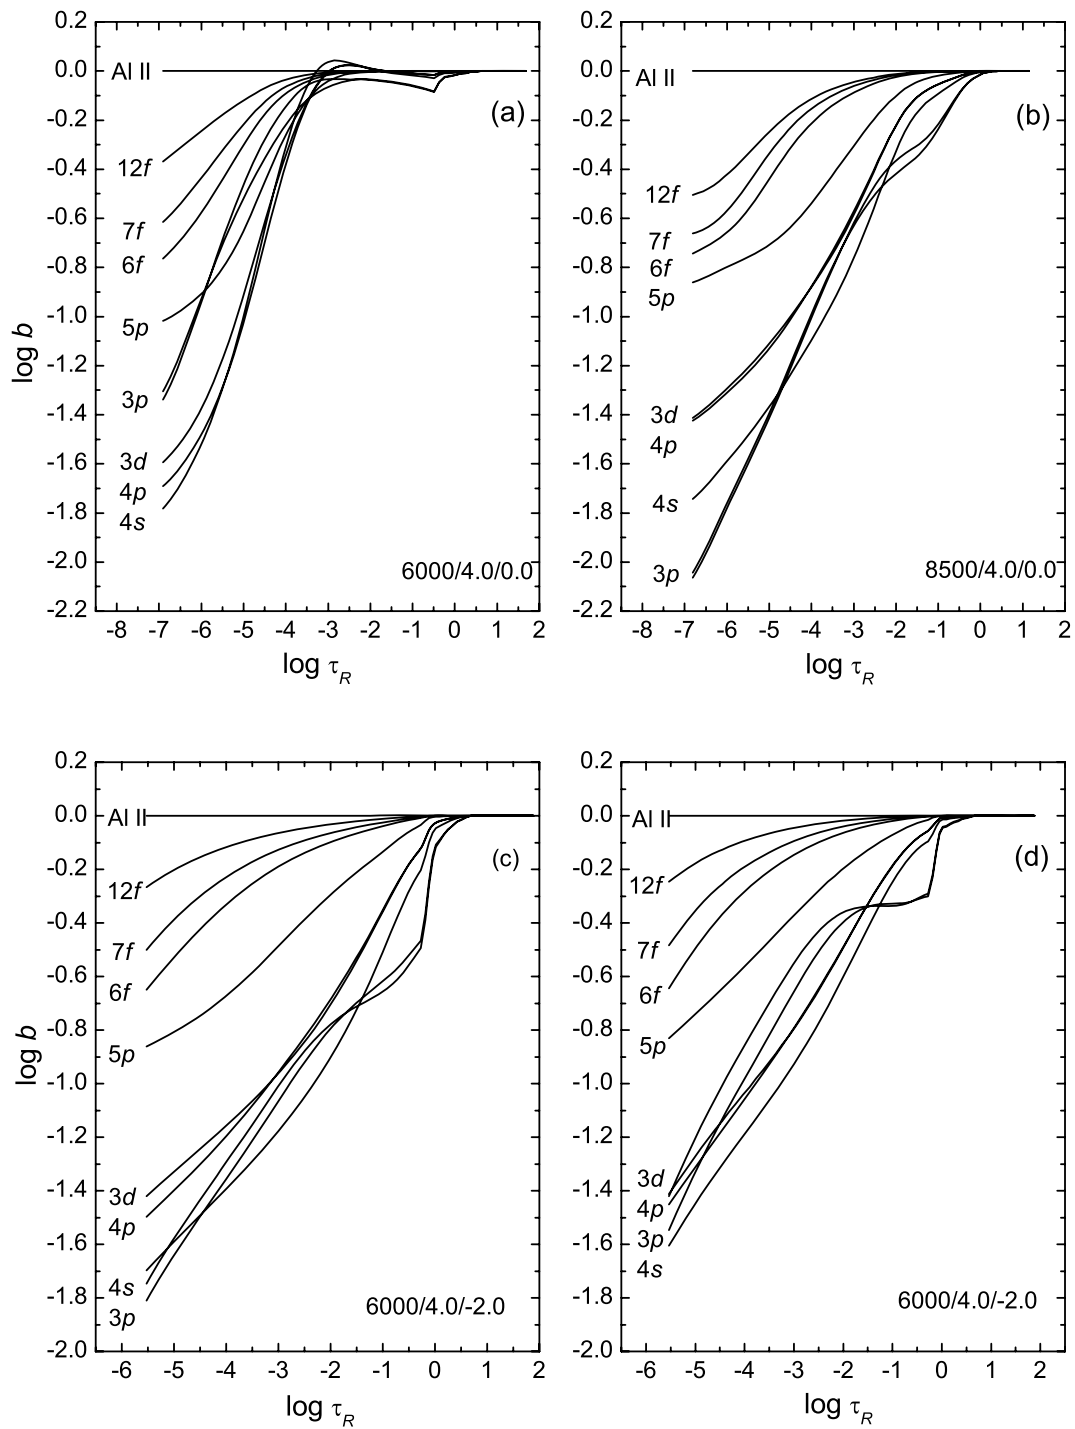 0.2
0.0
-0.2
-0.4
-0.6
-0.8
-1.0
-1.2
-1.4
-1.6
-1.8
-2.0
-2.2
log b
Al II
12f
7f
6f
5p
3p
3d
4p
4s
(a)
6000/4.0/0.0
-8 -7 -6 -5 -4 -3 -2 -1 0 1 2
log τR
0.2
0.0
-0.2
-0.4
-0.6
-0.8
-1.0
-1.2
-1.4
-1.6
-1.8
-2.0
-2.2
Al II
12f
7f
6f
5p
3d
4p
4s
3p
(b)
8500/4.0/0.0
-8 -7 -6 -5 -4 -3 -2 -1 0 1 2
log τR
0.2
0.0
-0.2
-0.4
-0.6
-0.8
-1.0
-1.2
-1.4
-1.6
-1.8
-2.0
log b
Al II
12f
7f
6f
5p
3d
4p
4s
3p
(c)
6000/4.0/-2.0
-6 -5 -4 -3 -2 -1 0 1 2
log τR
0.2
0.0
-0.2
-0.4
-0.6
-0.8
-1.0
-1.2
-1.4
-1.6
-1.8
-2.0
Al II
12f
7f
6f
5p
3d
4p
3p
4s
(d)
6000/4.0/-2.0
-6 -5 -4 -3 -2 -1 0 1 2
log τR